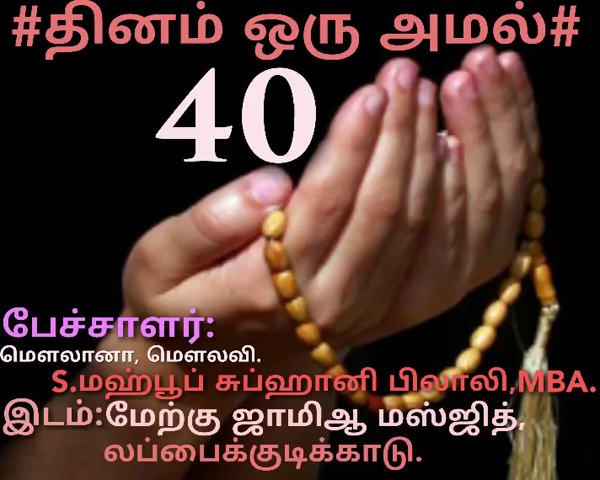 #தினம் ஒரு அமல்#
40
பேச்சாளர்:
மௌலானா, மௌலவி.
S.மஹ்பூப் சுப்ஹானி பிலாலி,MBA.
இடம்:மேற்கு ஜாமிஆ மஸ்ஜித்,
லப்பைக்குடிக்காடு.